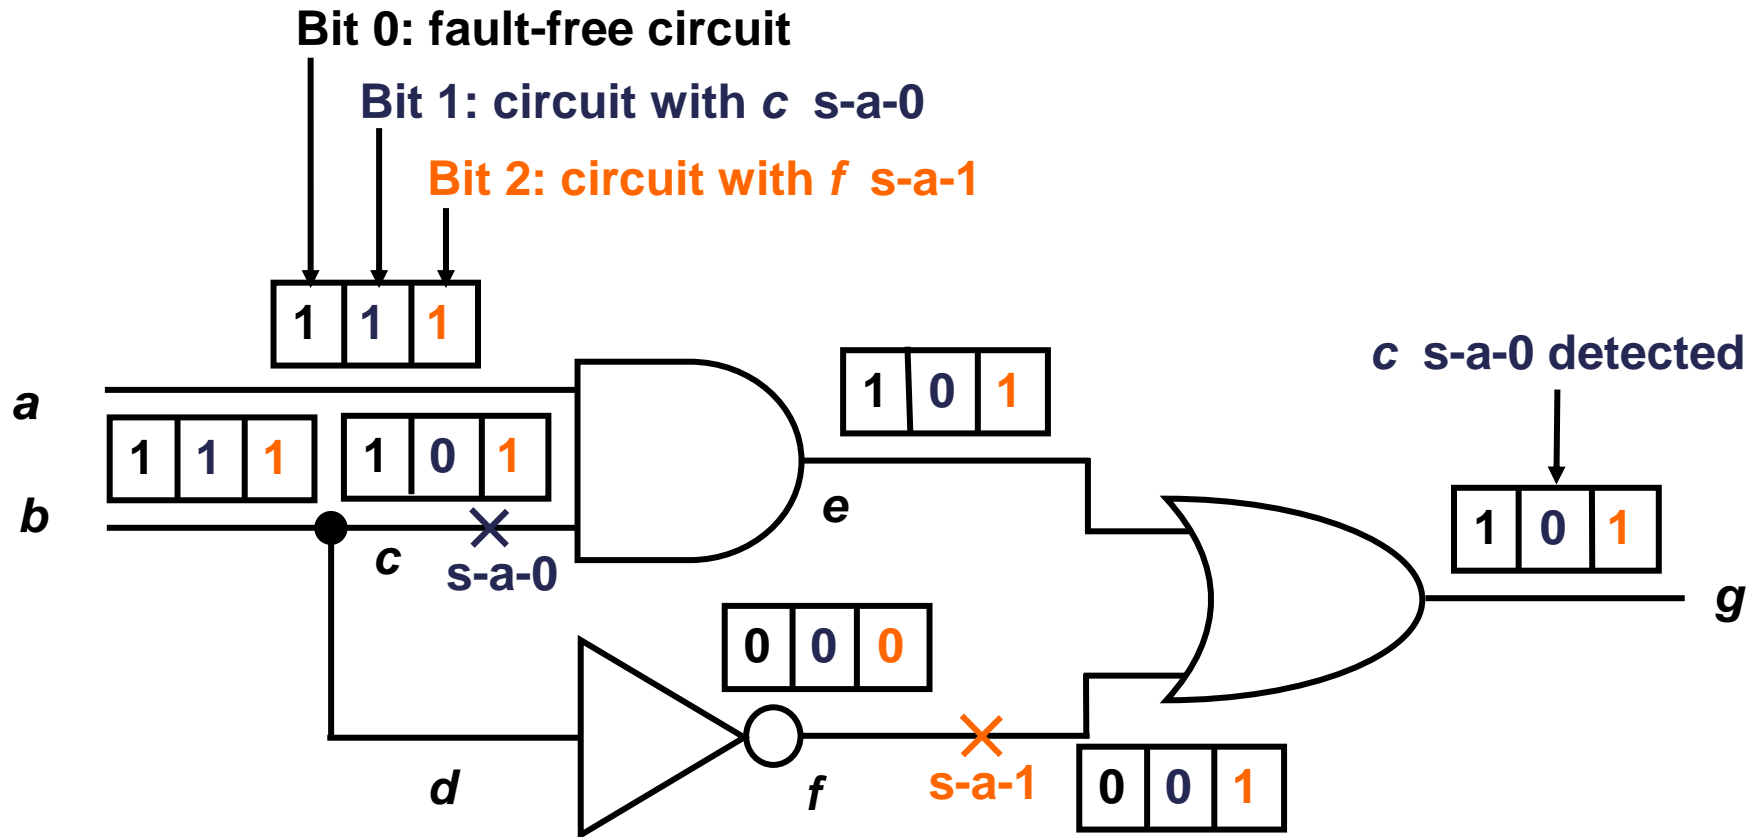 Bit 0: fault-free circuit
Bit 1: circuit with c s-a-0
Bit 2: circuit with f s-a-1
1 1 1
c s-a-0 detected
a
1 0 1
1 1 1
1 0 1
b
e
1 0 1
c
s-a-0
g
0 0 0
d
f
s-a-1
0 0 1